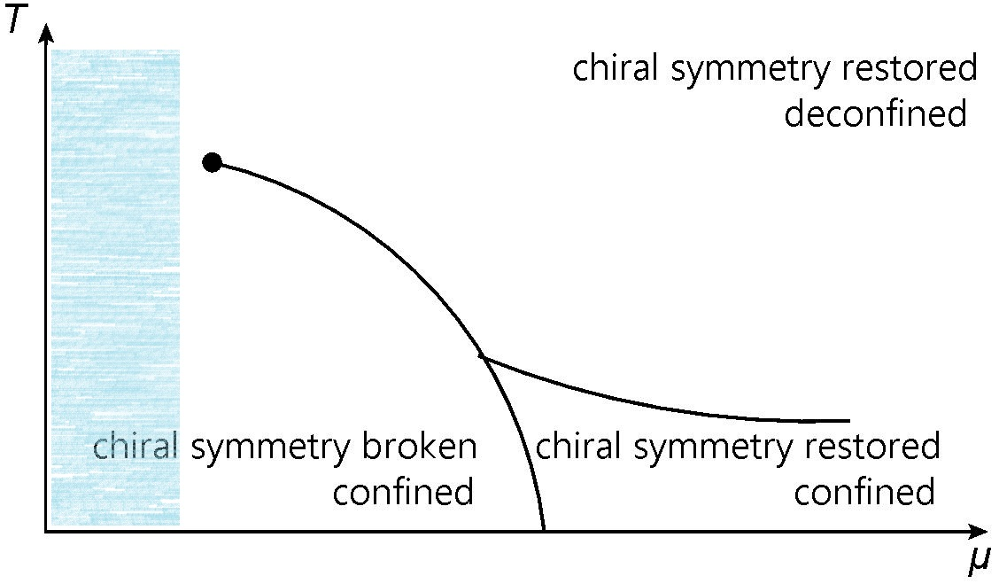 T
chiral symmetry restored
deconfined
chiral symmetry broken
confined
chiral symmetry restored
confined
μ